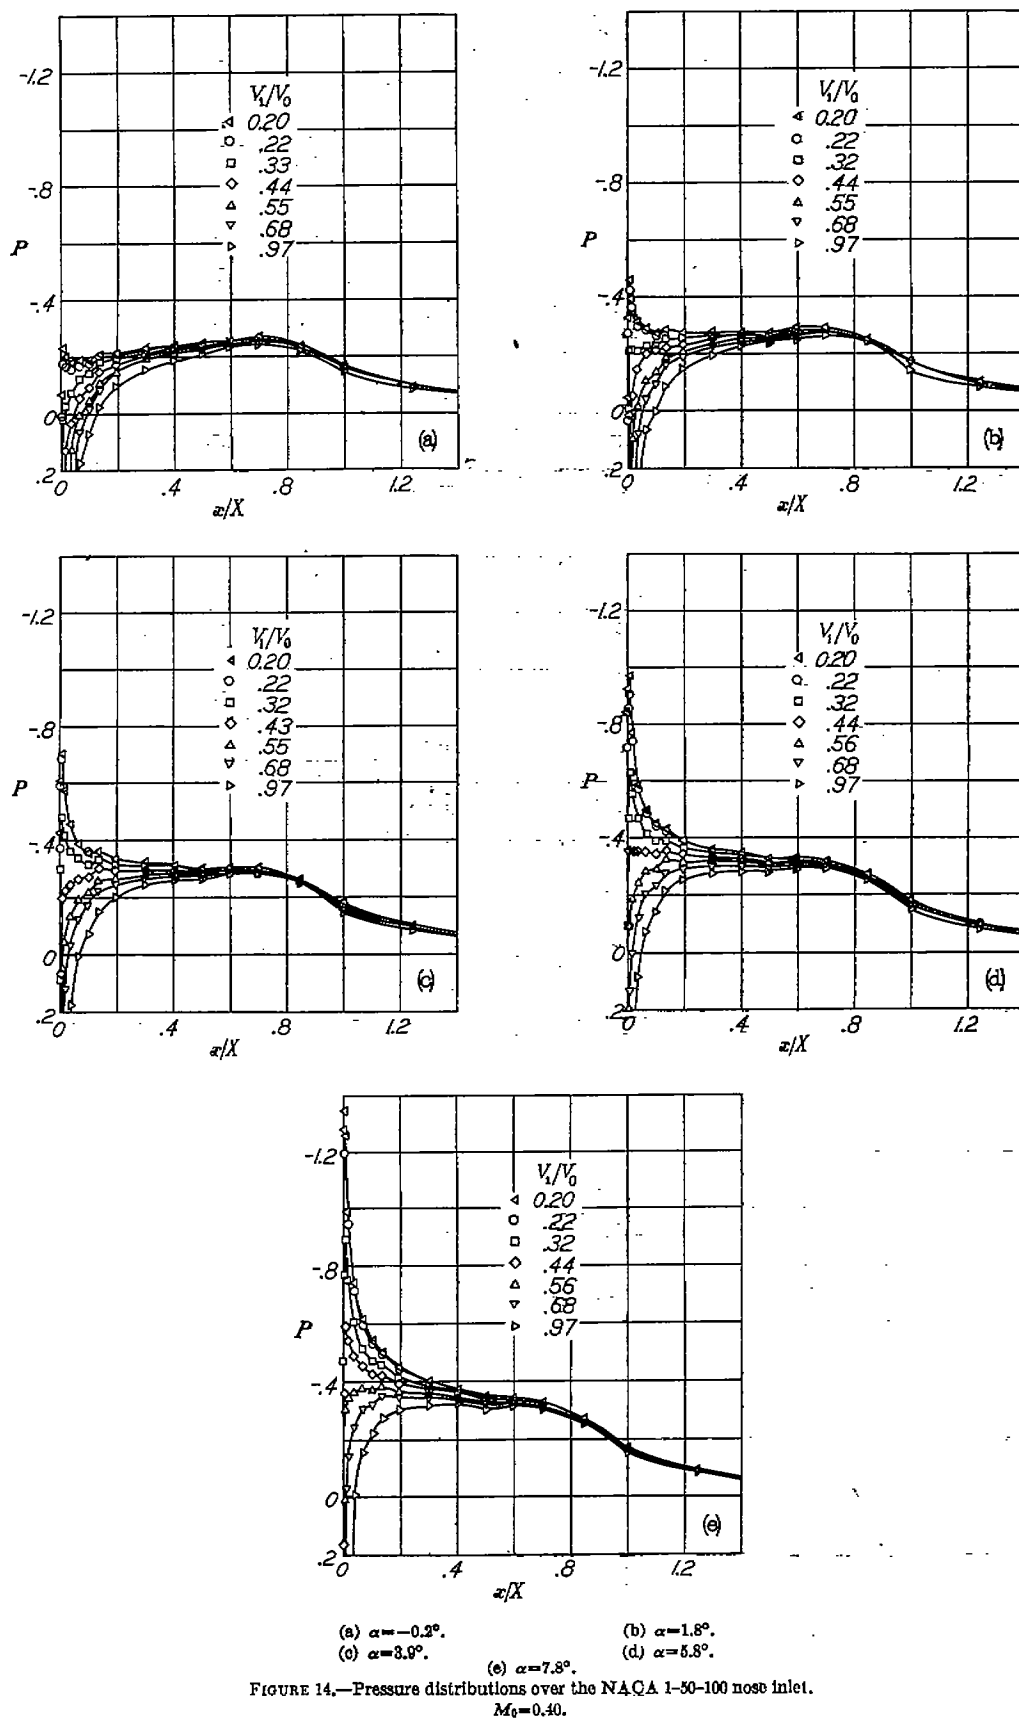 -1.2
-.8
P
-.4
0
.2
V₁/V₀
0.20
.22
.33
.44
.55
.68
.97
(a)
0 .4 .8 1.2
x/X
-1.2
-.8
P
-.4
0
.2
V₁/V₀
0.20
.22
.32
.44
.55
.68
.97
(b)
0 .4 .8 1.2
x/X
-1.2
-.8
P
-.4
0
.2
V₁/V₀
0.20
.22
.32
.43
.55
.68
.97
(c)
0 .4 .8 1.2
x/X
-1.2
-.8
P
-.4
0
.2
V₁/V₀
0.20
.22
.32
.44
.56
.68
.97
(d)
0 .4 .8 1.2
x/X
-1.2
-.8
P
-.4
0
.2
V₁/V₀
0.20
.22
.32
.44
.56
.68
.97
(e)
0 .4 .8 1.2
x/X
(a) α=−0.2°. (b) α=1.8°.
(c) α=3.9°. (d) α=5.8°.
(e) α=7.8°.
FIGURE 14.—Pressure distributions over the NACA 1-50-100 nose inlet.
M₀=0.40.